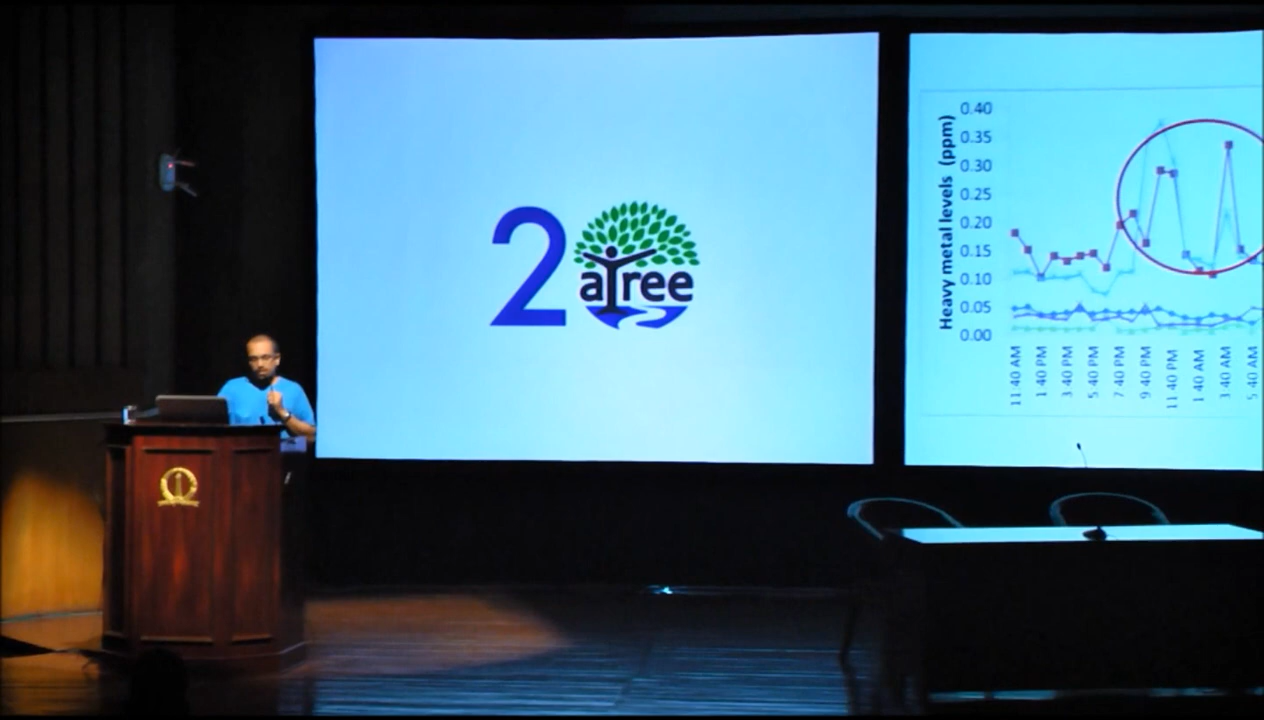 20
atree
Heavy metal levels (ppm)
0.40
0.35
0.30
0.25
0.20
0.15
0.10
0.05
0.00
11:40 AM
1:40 PM
3:40 PM
5:40 PM
7:40 PM
9:40 PM
11:40 PM
1:40 AM
3:40 AM
5:40 AM